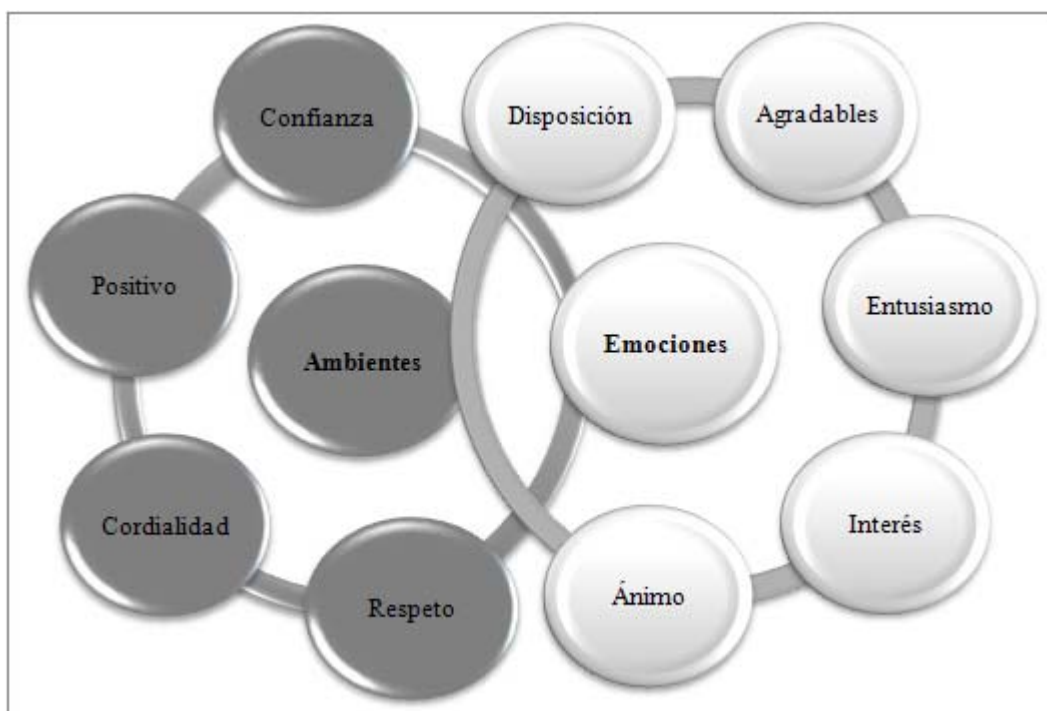 Confianza
Disposición
Agradables
Positivo
Entusiasmo
Ambientes
Emociones
Cordialidad
Interés
Respeto
Ánimo